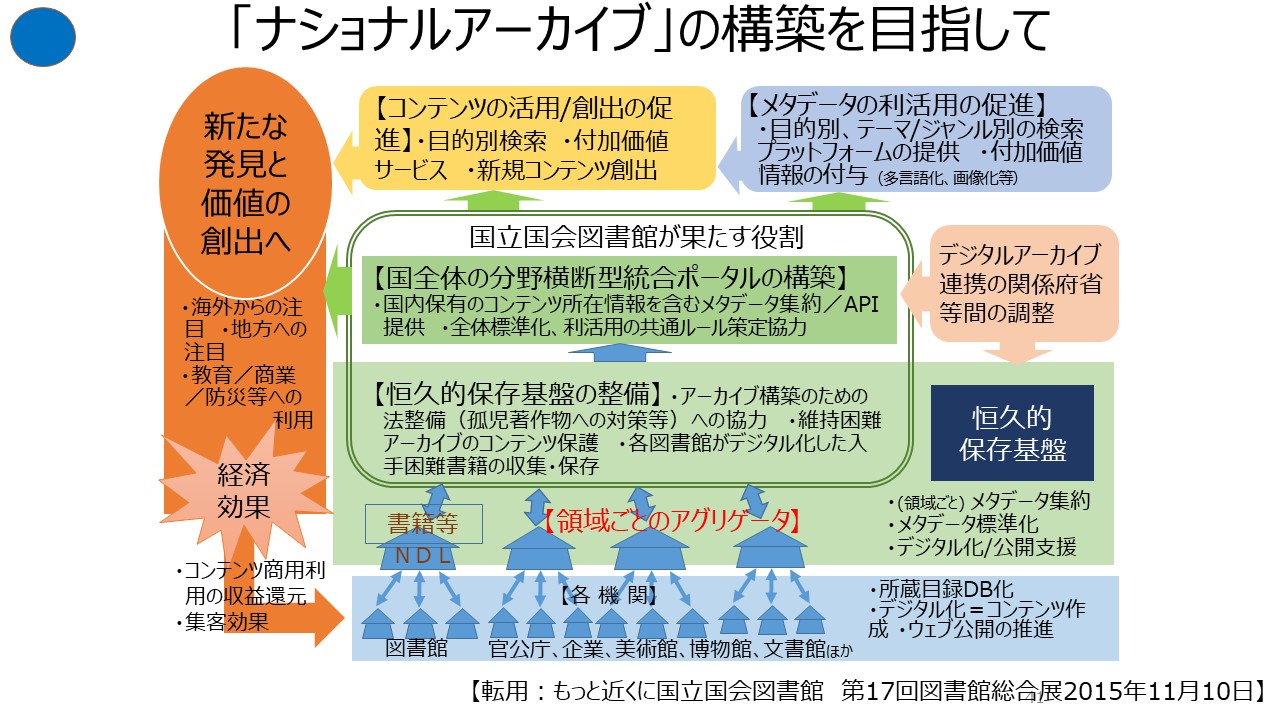 「ナショナルアーカイブ」の構築を目指して
新たな
発見と
価値の
創出へ
【コンテンツの活用/創出の促
進】・目的別検索　・付加価値
サービス　・新規コンテンツ創出
【メタデータの利活用の促進】
・目的別、テーマ/ジャンル別の検索
プラットフォームの提供　・付加価値
情報の付与（多言語化、画像化等）
国立国会図書館が果たす役割
【国全体の分野横断型統合ポータルの構築】
・国内保有のコンテンツ所在情報を含むメタデータ集約／API
提供　・全体標準化、利活用の共通ルール策定協力
デジタルアーカイブ
連携の関係府省
等間の調整
・海外からの注
目　・地方への
注目
・教育／商業
／防災等への
利用
【恒久的保存基盤の整備】・アーカイブ構築のための
法整備（孤児著作物への対策等）への協力　・維持困難
アーカイブのコンテンツ保護　・各図書館がデジタル化した入
手困難書籍の収集・保存
恒久的
保存基盤
経済
効果
書籍等
ＮＤＬ
【領域ごとのアグリゲータ】
・(領域ごと) メタデータ集約
・メタデータ標準化
・デジタル化/公開支援
・コンテンツ商用利
用の収益還元
・集客効果
【各 機 関】
図書館
官公庁、企業、美術館、博物館、文書館ほか
・所蔵目録DB化
・デジタル化＝コンテンツ作
成　・ウェブ公開の推進
【転用：もっと近くに国立国会図書館　第17回図書館総合展2015年11月10日】